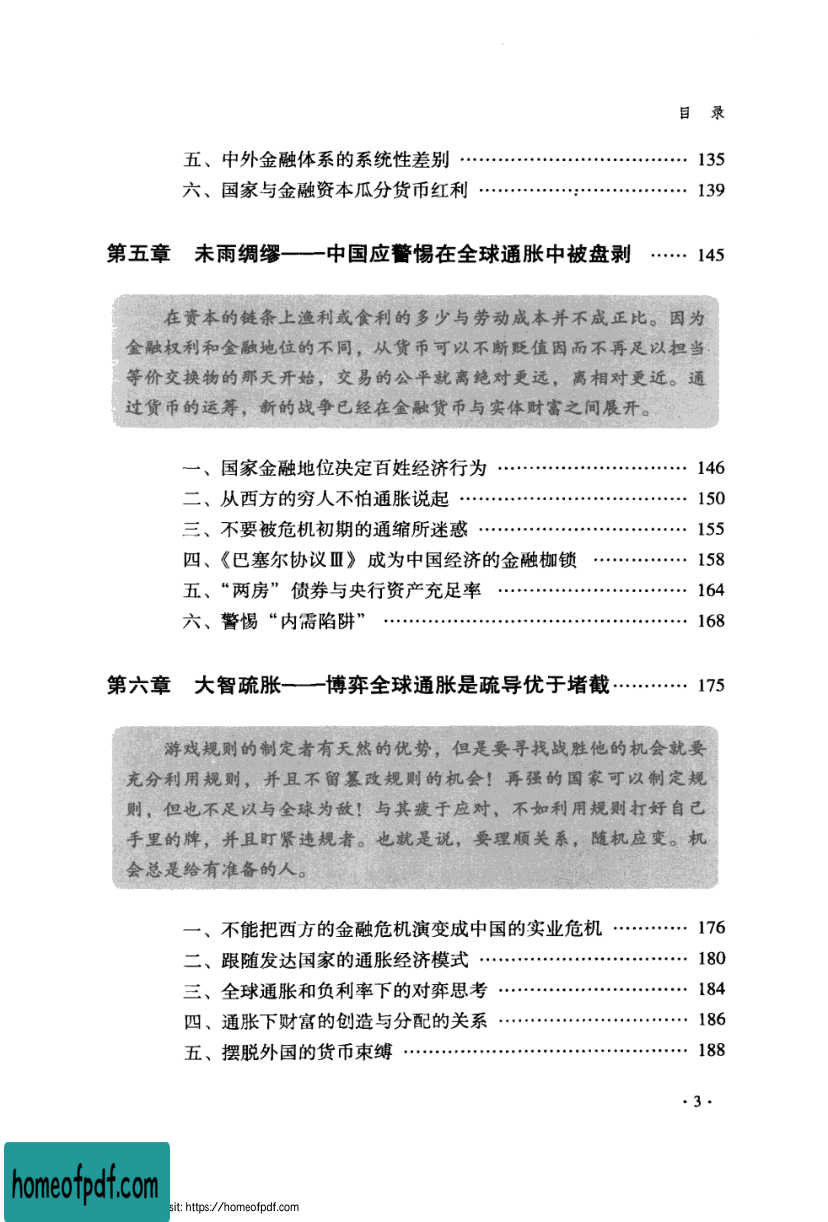 目 录
五、中外金融体系的系统性差别 ………………………………… 135
六、国家与金融资本瓜分货币红利 ……………………………… 139
第五章 未雨绸缪——中国应警惕在全球通胀中被盘剥 …… 145
在资本的链条上渔利或食利的多少与劳动成本并不成正比。因为
金融权利和金融地位的不同，从货币可以不断贬值因而不再足以担当
等价交换物的那天开始，交易的公平就离绝对更远，离相对更近。通
过货币的运筹，新的战争已经在金融货币与实体财富之间展开。
一、国家金融地位决定百姓经济行为 ………………………… 146
二、从西方的穷人不怕通胀说起 ……………………………… 150
三、不要被危机初期的通缩所迷惑 …………………………… 155
四、《巴塞尔协议Ⅲ》成为中国经济的金融枷锁 …………… 158
五、“两房”债券与央行资产充足率 ………………………… 164
六、警惕“内需陷阱” ………………………………………… 168
第六章 大智疏胀——博弈全球通胀是疏导优于堵截………… 175
游戏规则的制定者有天然的优势，但是要寻找战胜他的机会就要
充分利用规则，并且不留篡改规则的机会！再强的国家可以制定规
则，但也不足以与全球为敌！与其疲于应对，不如利用规则打好自己
手里的牌，并且盯紧违规者。也就是说，要理顺关系，随机应变。机
会总是给有准备的人。
一、不能把西方的金融危机演变成中国的实业危机 ………… 176
二、跟随发达国家的通胀经济模式 …………………………… 180
三、全球通胀和负利率下的对弈思考 ………………………… 184
四、通胀下财富的创造与分配的关系 ………………………… 186
五、摆脱外国的货币束缚 ……………………………………… 188
·3·
homeofpdf.com
sit: https://homeofpdf.com